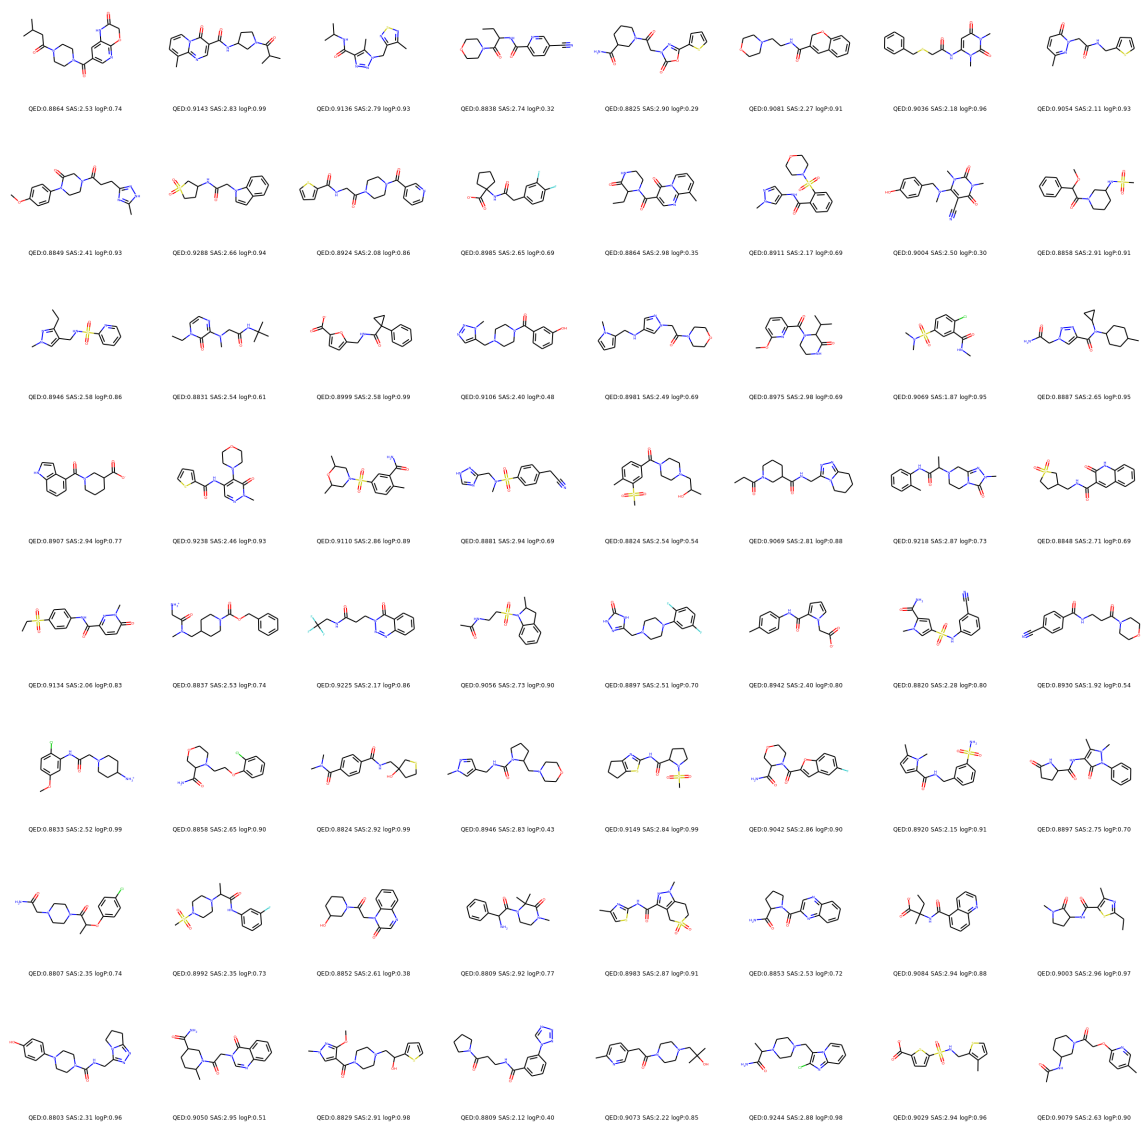 QED:0.8864 SAS:2.53 logP:0.74 QED:0.9143 SAS:2.83 logP:0.99 QED:0.9136 SAS:2.79 logP:0.93 QED:0.8838 SAS:2.74 logP:0.32 QED:0.8825 SAS:2.90 logP:0.29 QED:0.9081 SAS:2.27 logP:0.91 QED:0.9036 SAS:2.18 logP:0.96 QED:0.9054 SAS:2.11 logP:0.93
QED:0.8849 SAS:2.41 logP:0.93 QED:0.9288 SAS:2.66 logP:0.94 QED:0.8924 SAS:2.08 logP:0.86 QED:0.8985 SAS:2.65 logP:0.69 QED:0.8864 SAS:2.98 logP:0.35 QED:0.8911 SAS:2.17 logP:0.69 QED:0.9004 SAS:2.50 logP:0.30 QED:0.8858 SAS:2.91 logP:0.91
QED:0.8946 SAS:2.58 logP:0.86 QED:0.8831 SAS:2.54 logP:0.61 QED:0.8999 SAS:2.58 logP:0.99 QED:0.9106 SAS:2.40 logP:0.48 QED:0.8981 SAS:2.49 logP:0.69 QED:0.8975 SAS:2.98 logP:0.69 QED:0.9069 SAS:1.87 logP:0.95 QED:0.8887 SAS:2.65 logP:0.95
QED:0.8907 SAS:2.94 logP:0.77 QED:0.9238 SAS:2.46 logP:0.93 QED:0.9110 SAS:2.86 logP:0.89 QED:0.8881 SAS:2.94 logP:0.69 QED:0.8824 SAS:2.54 logP:0.54 QED:0.9069 SAS:2.81 logP:0.88 QED:0.9218 SAS:2.87 logP:0.73 QED:0.8848 SAS:2.71 logP:0.69
QED:0.9134 SAS:2.06 logP:0.83 QED:0.8837 SAS:2.53 logP:0.74 QED:0.9225 SAS:2.17 logP:0.86 QED:0.9056 SAS:2.73 logP:0.90 QED:0.8897 SAS:2.51 logP:0.70 QED:0.8942 SAS:2.40 logP:0.80 QED:0.8820 SAS:2.28 logP:0.80 QED:0.8930 SAS:1.92 logP:0.54
QED:0.8833 SAS:2.52 logP:0.99 QED:0.8858 SAS:2.65 logP:0.90 QED:0.8824 SAS:2.92 logP:0.99 QED:0.8946 SAS:2.83 logP:0.43 QED:0.9149 SAS:2.84 logP:0.99 QED:0.9042 SAS:2.86 logP:0.90 QED:0.8920 SAS:2.15 logP:0.91 QED:0.8897 SAS:2.75 logP:0.70
QED:0.8807 SAS:2.35 logP:0.74 QED:0.8992 SAS:2.35 logP:0.73 QED:0.8852 SAS:2.61 logP:0.38 QED:0.8809 SAS:2.92 logP:0.77 QED:0.8983 SAS:2.87 logP:0.91 QED:0.8853 SAS:2.53 logP:0.72 QED:0.9084 SAS:2.94 logP:0.88 QED:0.9003 SAS:2.96 logP:0.97
QED:0.8803 SAS:2.31 logP:0.96 QED:0.9050 SAS:2.95 logP:0.51 QED:0.8829 SAS:2.91 logP:0.98 QED:0.8809 SAS:2.12 logP:0.40 QED:0.9073 SAS:2.22 logP:0.85 QED:0.9244 SAS:2.88 logP:0.98 QED:0.9029 SAS:2.94 logP:0.96 QED:0.9079 SAS:2.63 logP:0.90